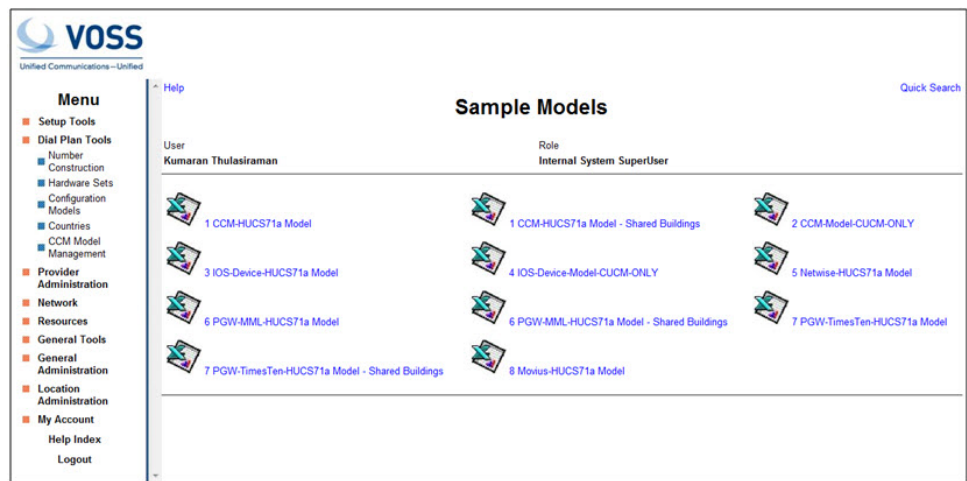 VOSS
Unified Communications—Unified
Menu
Setup Tools
Dial Plan Tools
Number
Construction
Hardware Sets
Configuration
Models
Countries
CCM Model
Management
Provider
Administration
Network
Resources
General Tools
General
Administration
Location
Administration
My Account
Help Index
Logout
Help
Quick Search
Sample Models
User
Role
Kumaran Thulasiraman
Internal System SuperUser
1 CCM-HUCS71a Model
1 CCM-HUCS71a Model - Shared Buildings
2 CCM-Model-CUCM-ONLY
3 IOS-Device-HUCS71a Model
4 IOS-Device-Model-CUCM-ONLY
5 Netwise-HUCS71a Model
6 PGW-MML-HUCS71a Model
6 PGW-MML-HUCS71a Model - Shared Buildings
7 PGW-TimesTen-HUCS71a Model
7 PGW-TimesTen-HUCS71a Model - Shared Buildings
8 Movius-HUCS71a Model